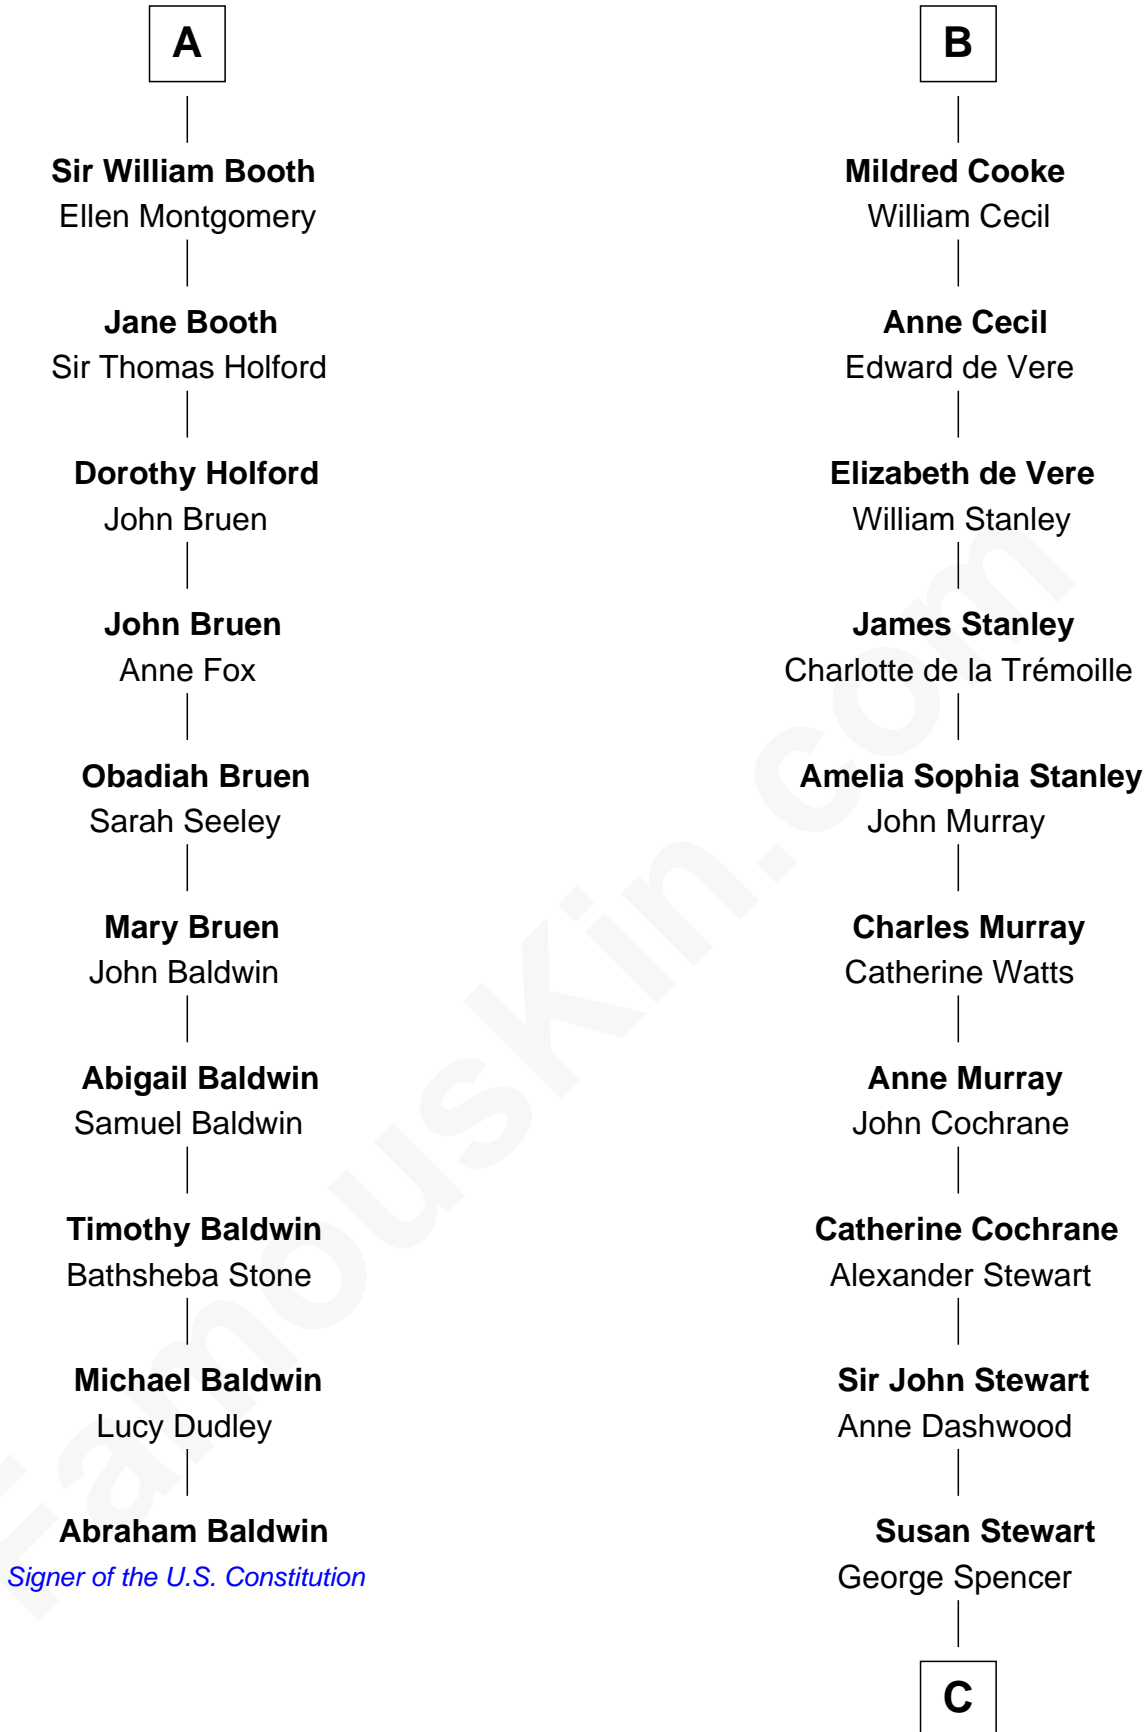 A
Sir William Booth
Ellen Montgomery
Jane Booth
Sir Thomas Holford
Dorothy Holford
John Bruen
John Bruen
Anne Fox
Obadiah Bruen
Sarah Seeley
Mary Bruen
John Baldwin
Abigail Baldwin
Samuel Baldwin
Timothy Baldwin
Bathsheba Stone
Michael Baldwin
Lucy Dudley
Abraham Baldwin
Signer of the U.S. Constitution
B
Mildred Cooke
William Cecil
Anne Cecil
Edward de Vere
Elizabeth de Vere
William Stanley
James Stanley
Charlotte de la Trémoille
Amelia Sophia Stanley
John Murray
Charles Murray
Catherine Watts
Anne Murray
John Cochrane
Catherine Cochrane
Alexander Stewart
Sir John Stewart
Anne Dashwood
Susan Stewart
George Spencer
C
FamousKin.com